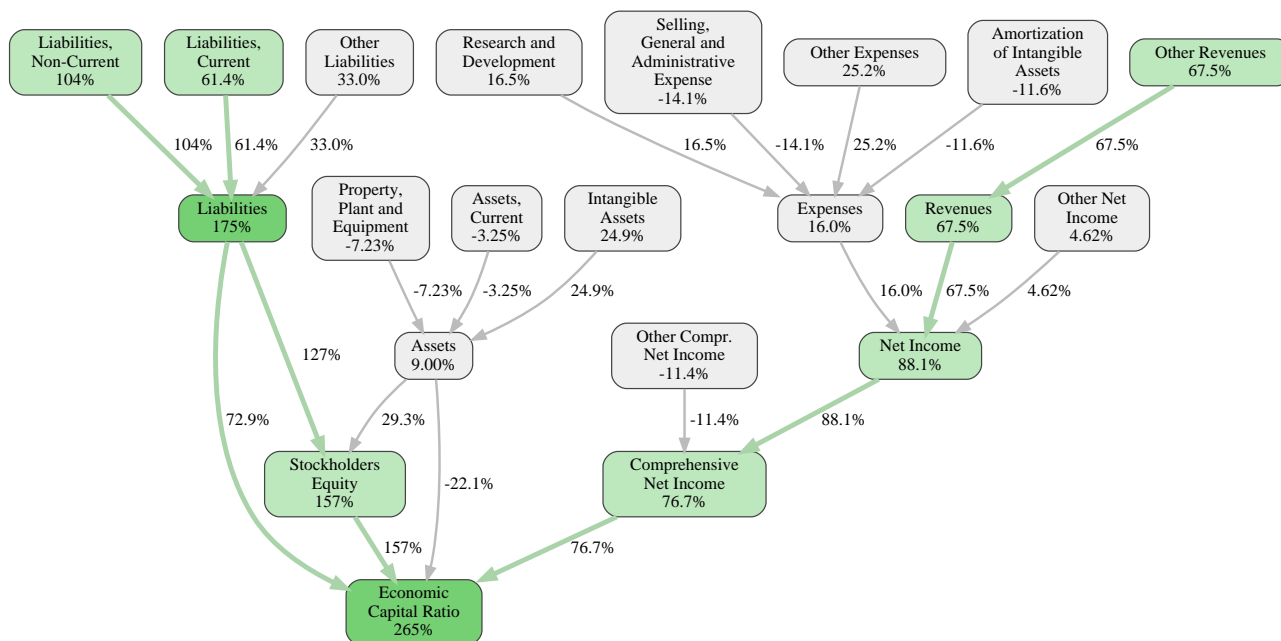 Liabilities,
Non-Current
104%
Liabilities,
Current
61.4%
Other
Liabilities
33.0%
Research and
Development
16.5%
Selling,
General and
Administrative
Expense
-14.1%
Other Expenses
25.2%
Amortization
of Intangible
Assets
-11.6%
Other Revenues
67.5%
104%
61.4%
33.0%
16.5%
-14.1%
25.2%
-11.6%
67.5%
Liabilities
175%
Property,
Plant and
Equipment
-7.23%
Assets,
Current
-3.25%
Intangible
Assets
24.9%
Expenses
16.0%
Revenues
67.5%
Other Net
Income
4.62%
-7.23%
-3.25%
24.9%
16.0%
67.5%
4.62%
127%
Assets
9.00%
Other Compr.
Net Income
-11.4%
Net Income
88.1%
72.9%
29.3%
-11.4%
88.1%
Stockholders
Equity
157%
-22.1%
Comprehensive
Net Income
76.7%
157%
76.7%
Economic
Capital Ratio
265%